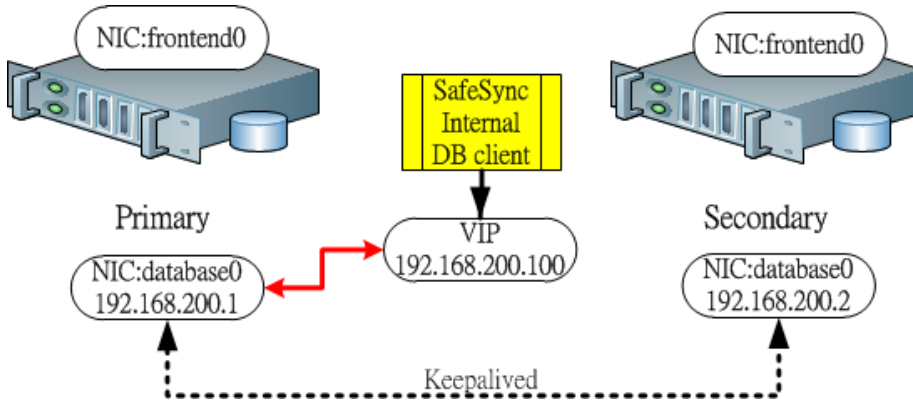 NIC:frontend0
NIC:frontend0
SafeSync
Internal
DB client
Primary
Secondary
VIP
192.168.200.100
NIC:database0
192.168.200.1
NIC:database0
192.168.200.2
Keepalived